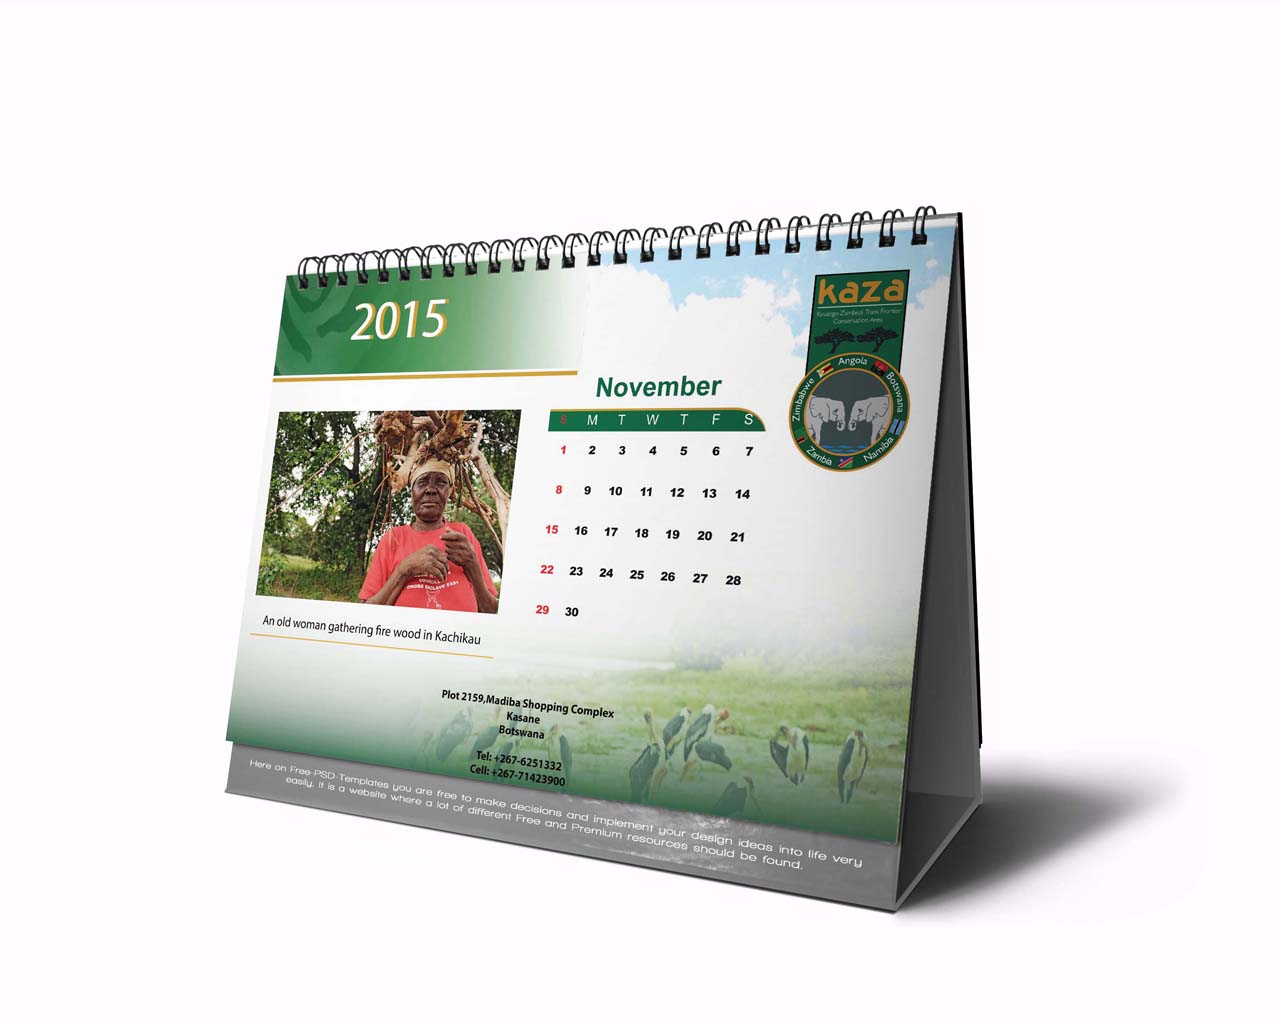 2015
kaza
Kavango-Zambezi Trans Frontier
Conservation Area
Angola
Zimbabwe
Botswana
Zambia
Namibia
November
S M T W T F S
1 2 3 4 5 6 7
8 9 10 11 12 13 14
15 16 17 18 19 20 21
22 23 24 25 26 27 28
29 30
COUNCIL
CHOBE ENCLAVE EAST
An old woman gathering fire wood in Kachikau
Plot 2159,Madiba Shopping Complex
Kasane
Botswana
Tel: +267-6251332
Cell: +267-71423900
Here on Free-PSD-Templates you are free to make decisions and implement your design ideas into life very
easily. It is a website where a lot of different Free and Premium resources should be found.